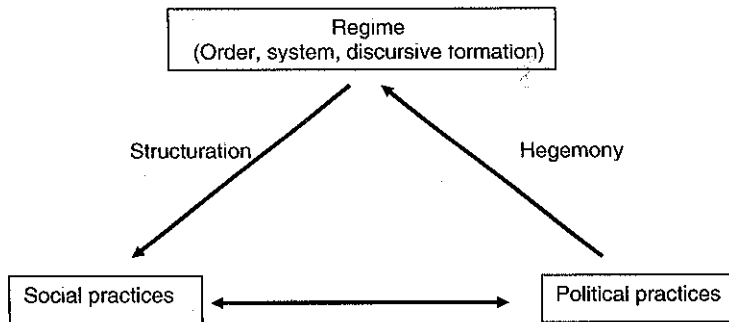 Regime
(Order, system, discursive formation)
Structuration
Hegemony
Social practices
Political practices